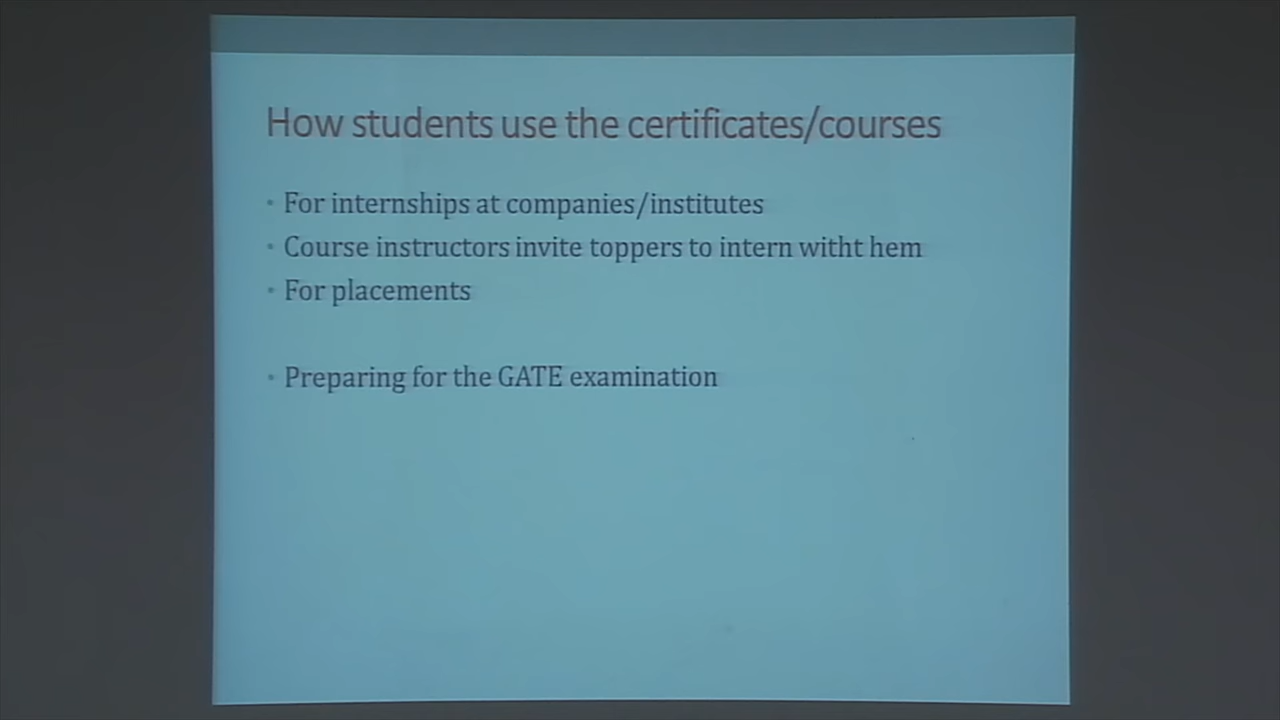 How students use the certificates/courses
• For internships at companies/institutes
• Course instructors invite toppers to intern witht hem
• For placements
• Preparing for the GATE examination